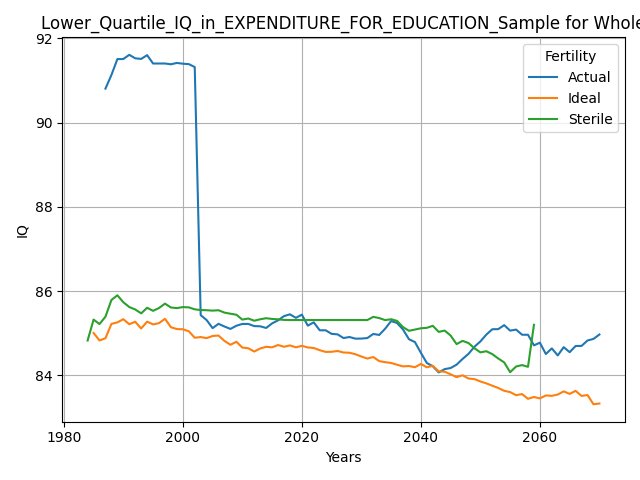 Lower_Quartile_IQ_in_EXPENDITURE_FOR_EDUCATION_Sample for Whole
92
90
88
86
84
IQ
Fertility
Actual
Ideal
Sterile
1980
2000
2020
2040
2060
Years